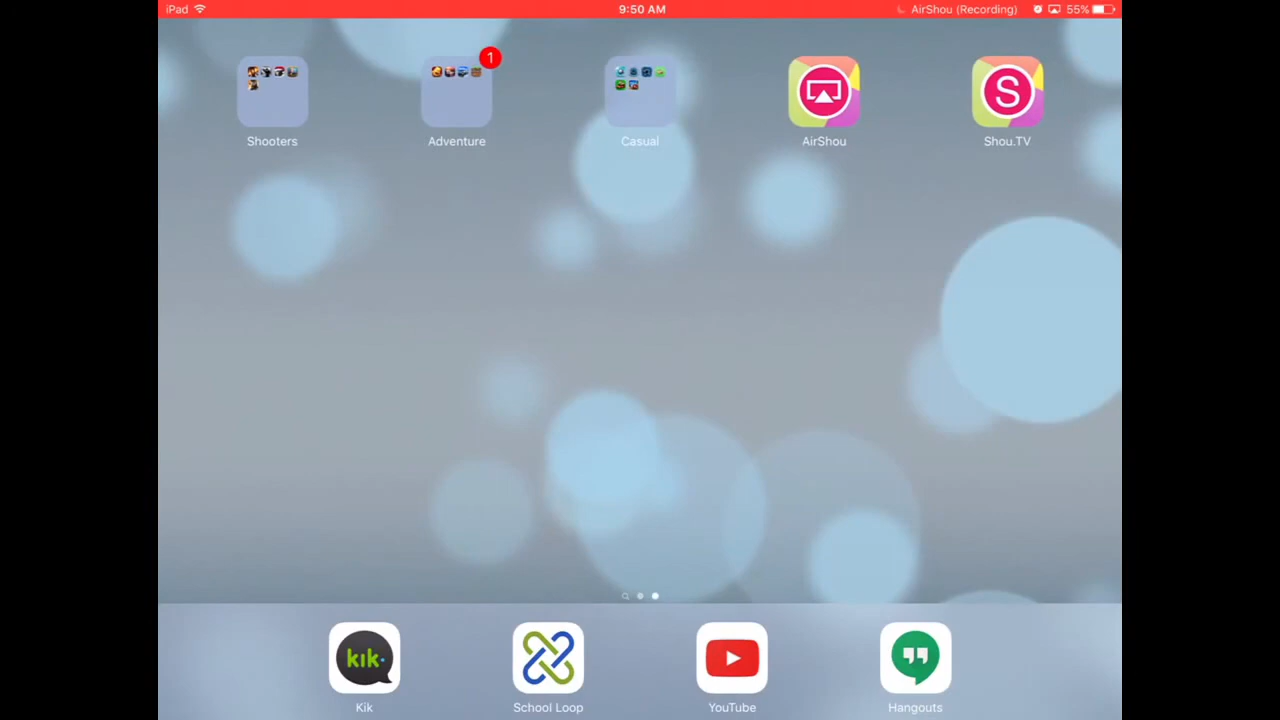 iPad 9:50 AM AirShou (Recording) 55%
1
Shooters Adventure Casual AirShou Shou.TV
S
kik
Kik School Loop YouTube Hangouts